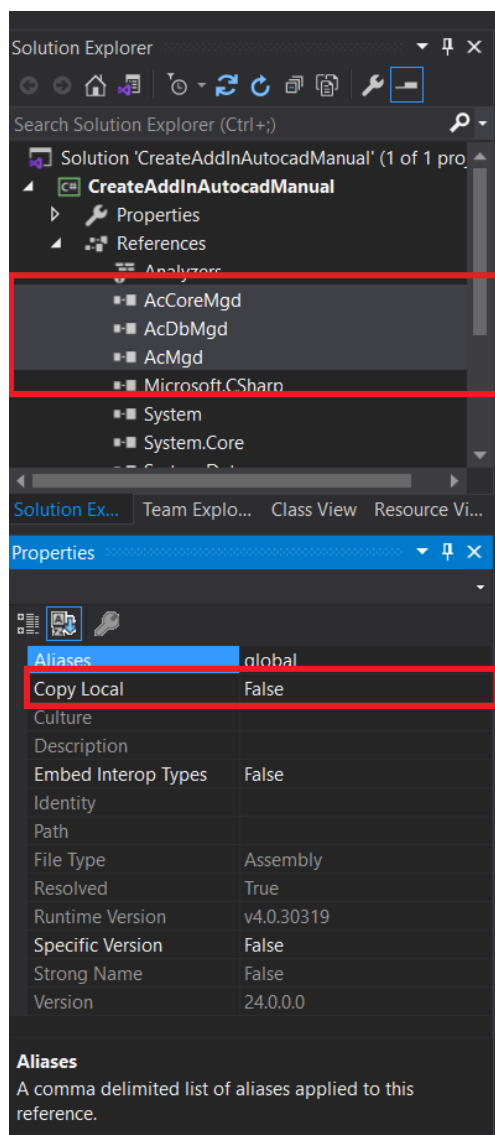 Solution Explorer
Search Solution Explorer (Ctrl+;)
Solution 'CreateAddInAutocadManual' (1 of 1 proj
C# CreateAddInAutocadManual
Properties
References
Analyzers
AcCoreMgd
AcDbMgd
AcMgd
Microsoft.CSharp
System
System.Core
Solution Ex... Team Explo... Class View Resource Vi...
Properties
Aliases global
Copy Local False
Culture
Description
Embed Interop Types False
Identity
Path
File Type Assembly
Resolved True
Runtime Version v4.0.30319
Specific Version False
Strong Name False
Version 24.0.0.0
Aliases
A comma delimited list of aliases applied to this
reference.